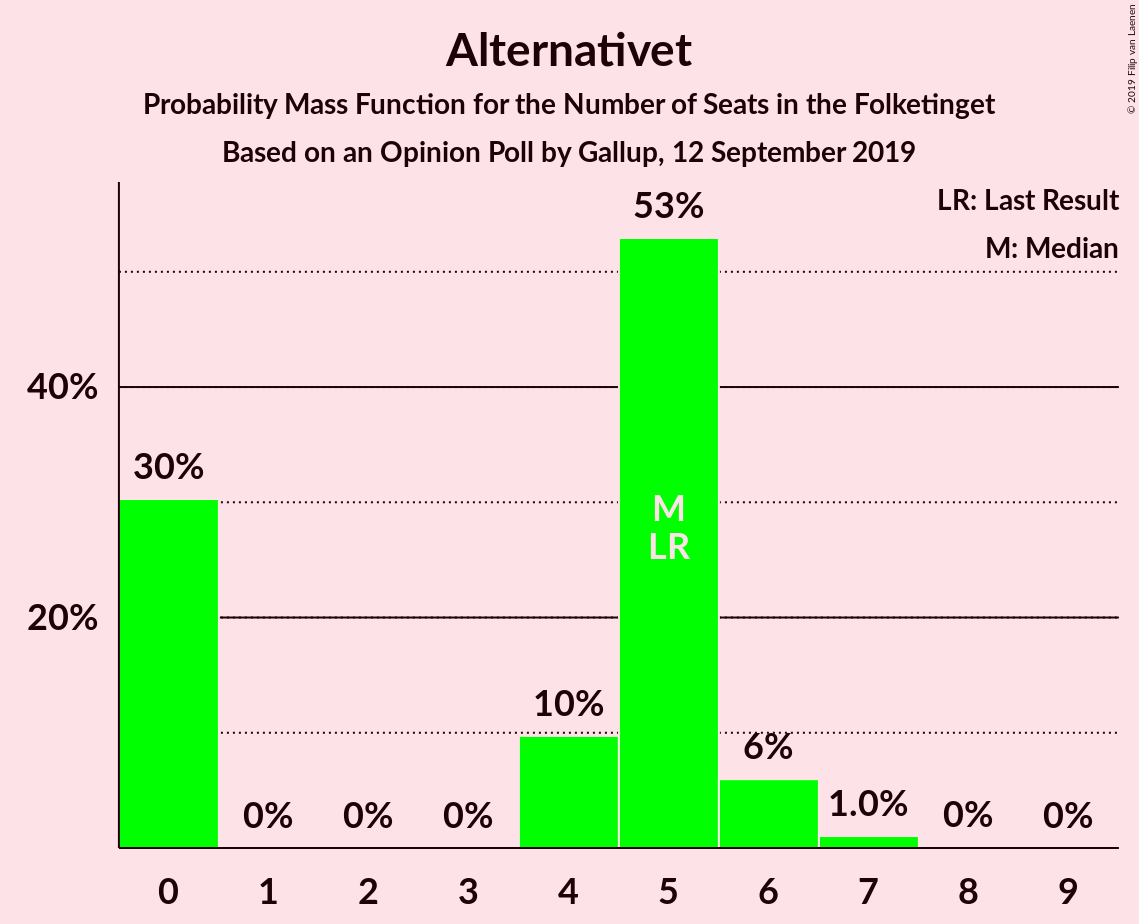 Alternativet
Probability Mass Function for the Number of Seats in the Folketinget
Based on an Opinion Poll by Gallup, 12 September 2019
© 2019 Filip van Laenen
LR: Last Result
M: Median
53%
40%
30%
M
LR
20%
10%
6%
1.0%
0%
0%
0%
0%
0%
0 1 2 3 4 5 6 7 8 9